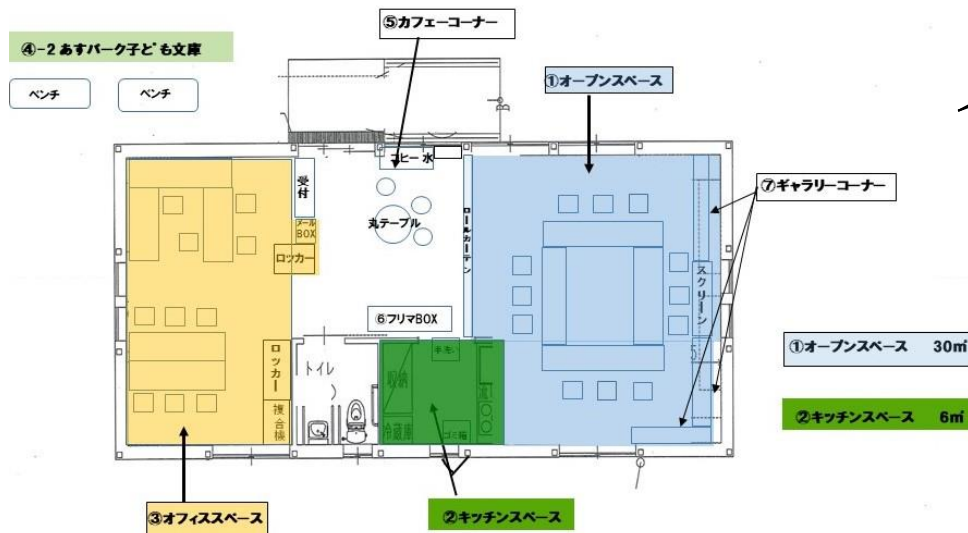 ⑤カフェーコーナー
④-2 あすパーク子ども文庫
ベンチ
ベンチ
①オープンスペース
コヒー 水
受付
⑦ギャラリーコーナー
丸テーブル
メール
BOX
ロッカー
ロールカーテン
スクリーン
⑥フリマBOX
①オープンスペース 30㎡
手洗い
ロッカー
トイレ
収納
複合機
②キッチンスペース 6㎡
冷蔵庫
ゴミ箱
③オフィススペース
②キッチンスペース